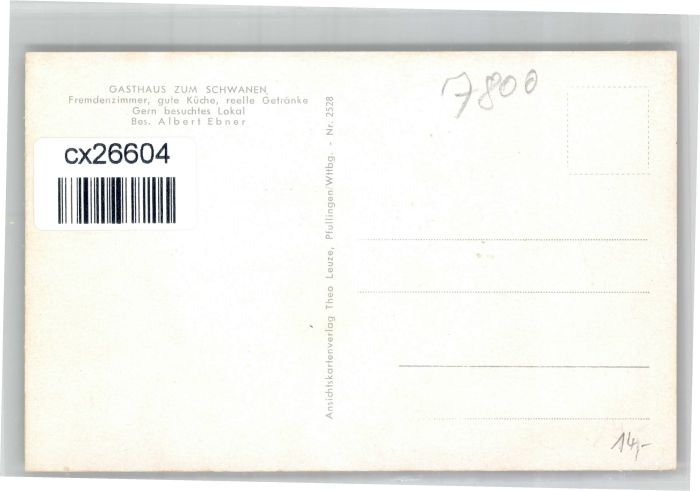 GASTHAUS ZUM SCHWANEN
Fremdenzimmer, gute Küche, reelle Getränke
Gern besuchtes Lokal
Bes. Albert Ebner
cx26604
Ansichtskartenverlag Theo Leuze, Pfullingen/Wttbg. - Nr. 2528
7800
14,-